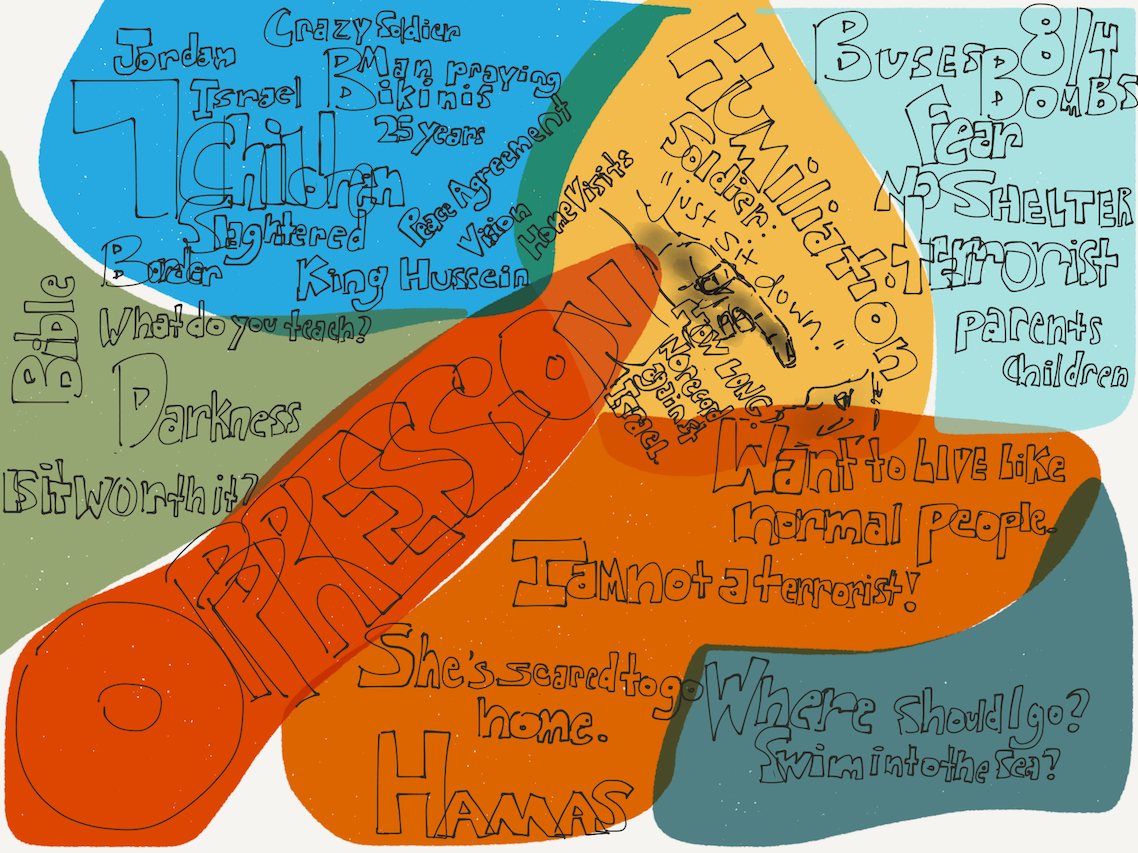 Crazy Soldier
Jordan
Israel
Man praying
Bikinis
25 years
7 Children
Slaghtered
Border
King Hussein
Peace Agreement
Vision
Home Visits
Bible
What do you teach?
Darkness
Is it worth it?
OPPRESSION
HUMiliation
Soldier:
"just sit down."
HOW LONG
No record
against
Israel
BUSES 8/4
BOMBS
Fear
NO SHELTER
Terrorist
Parents
Children
Want to LIVE Like
normal people.
I am not a terrorist!
She's scared to go
home.
HAMAS
Where should I go?
Swim into the Sea?